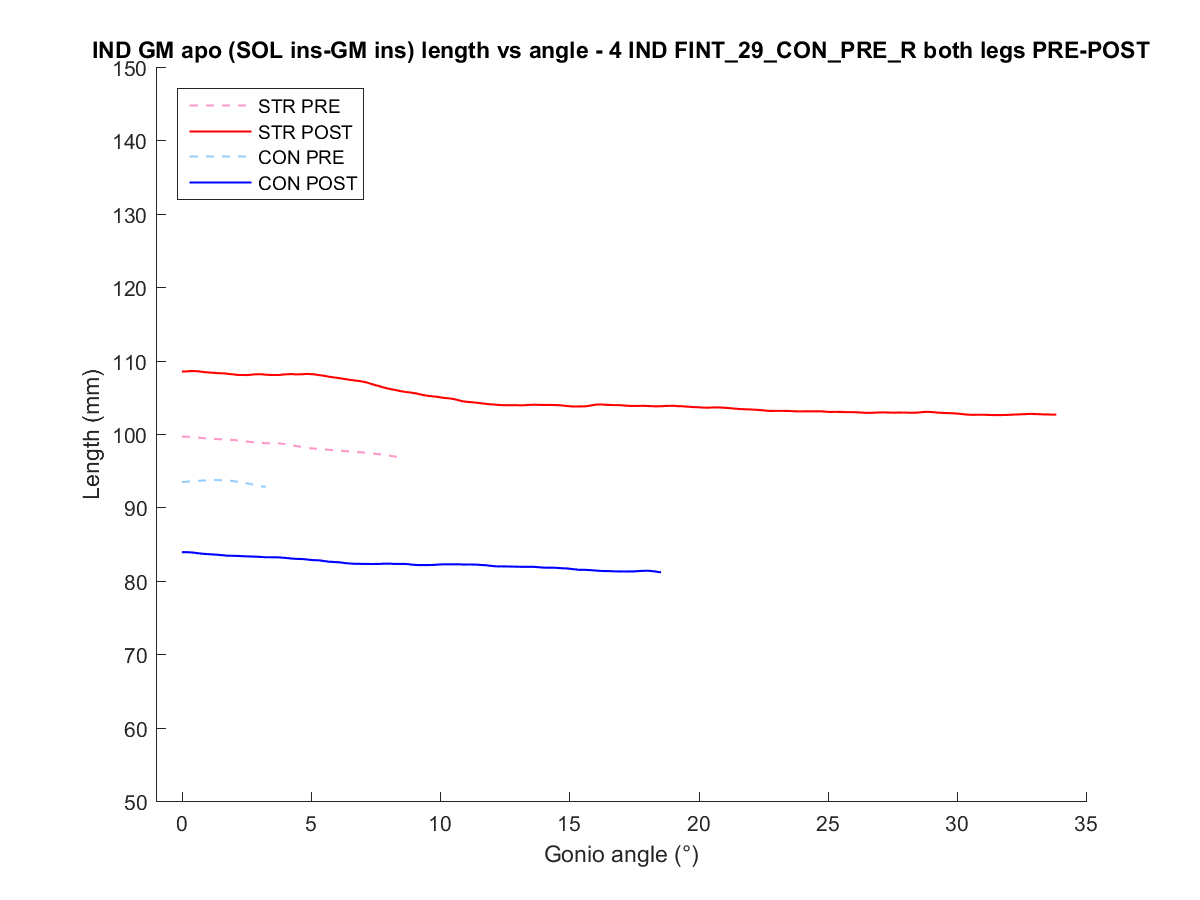 IND GM apo (SOL ins-GM ins) length vs angle - 4 IND FINT_29_CON_PRE_R both legs PRE-POST
150
140
130
120
110
100
90
80
70
60
50
STR PRE
STR POST
CON PRE
CON POST
Length (mm)
0 5 10 15 20 25 30 35
Gonio angle (°)